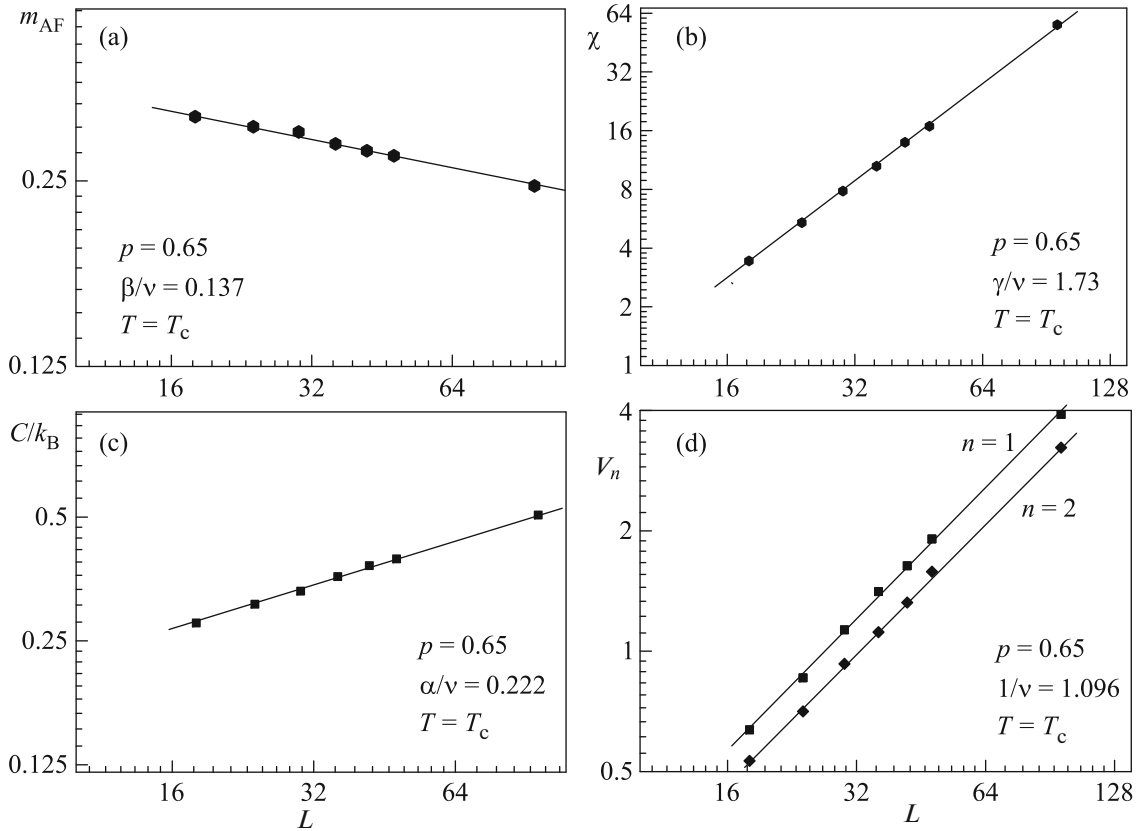 m_AF
(a)
0.25
p = 0.65
β/ν = 0.137
T = T_c
0.125
16 32 64
χ
(b)
64
32
16
8
4
2
1
p = 0.65
γ/ν = 1.73
T = T_c
16 32 64 128
C/k_B
(c)
0.5
0.25
p = 0.65
α/ν = 0.222
T = T_c
0.125
16 32 64
L
V_n
(d)
4
n = 1
n = 2
2
1
p = 0.65
1/ν = 1.096
T = T_c
0.5
16 32 64 128
L